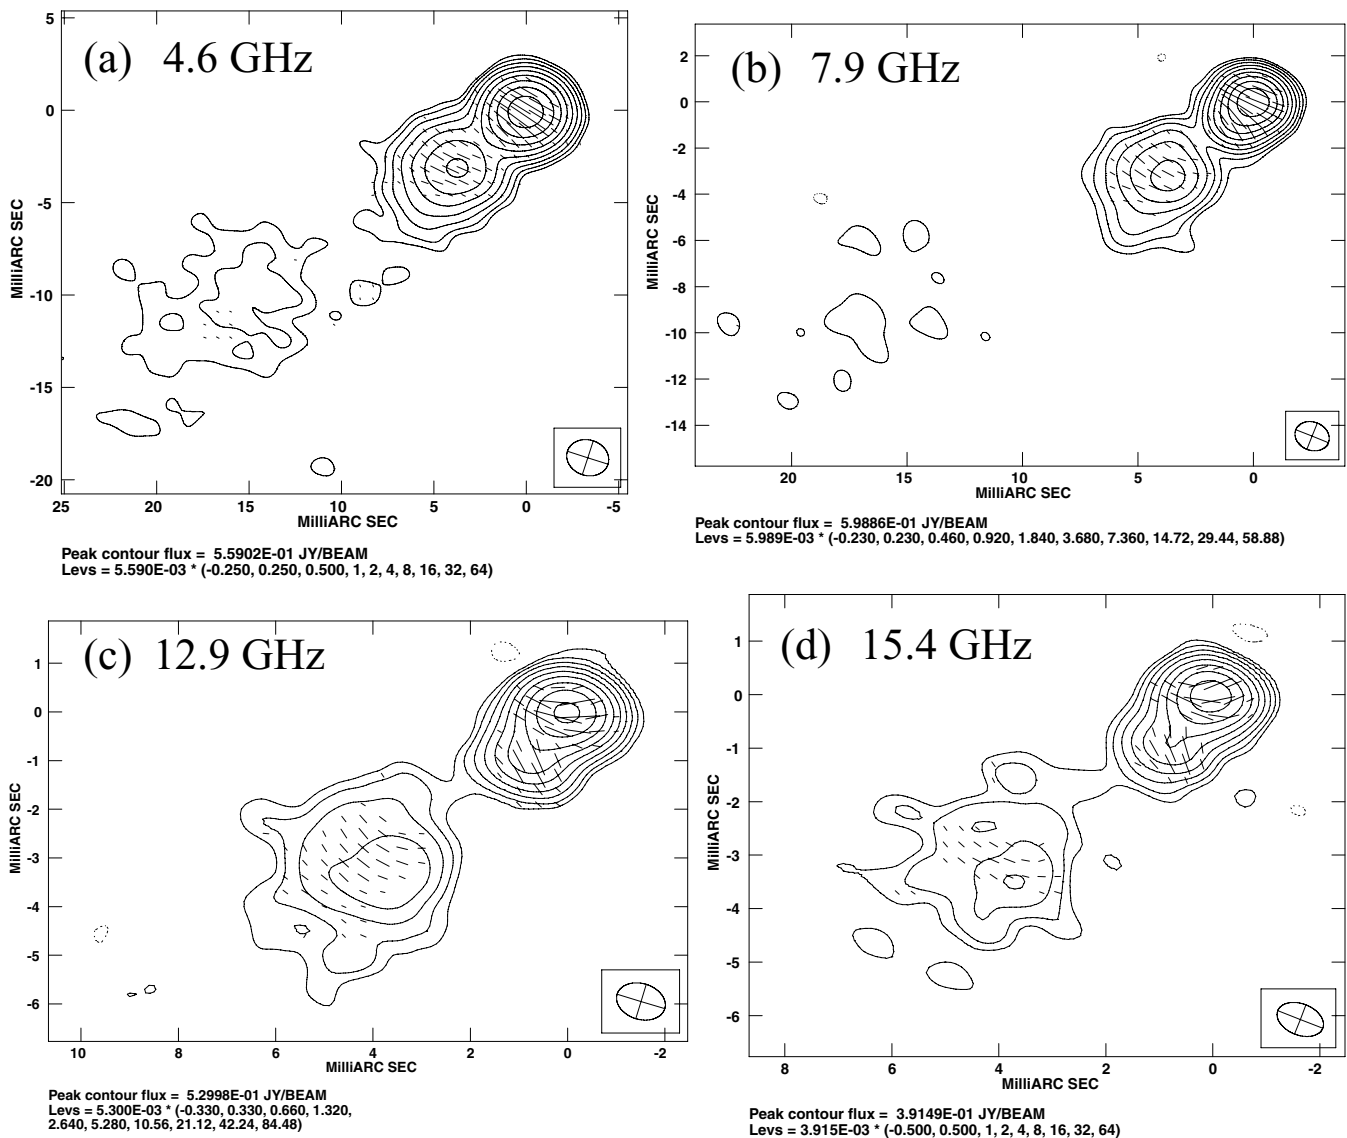 (a) 4.6 GHz
5
0
-5
-10
-15
-20
MilliARC SEC
25 20 15 10 5 0 -5
MilliARC SEC
Peak contour flux = 5.5902E-01 JY/BEAM
Levs = 5.590E-03 * (-0.250, 0.250, 0.500, 1, 2, 4, 8, 16, 32, 64)
(b) 7.9 GHz
2
0
-2
-4
-6
-8
-10
-12
-14
MilliARC SEC
20 15 10 5 0
MilliARC SEC
Peak contour flux = 5.9886E-01 JY/BEAM
Levs = 5.989E-03 * (-0.230, 0.230, 0.460, 0.920, 1.840, 3.680, 7.360, 14.72, 29.44, 58.88)
(c) 12.9 GHz
1
0
-1
-2
-3
-4
-5
-6
MilliARC SEC
10 8 6 4 2 0 -2
MilliARC SEC
Peak contour flux = 5.2998E-01 JY/BEAM
Levs = 5.300E-03 * (-0.330, 0.330, 0.660, 1.320,
2.640, 5.280, 10.56, 21.12, 42.24, 84.48)
(d) 15.4 GHz
1
0
-1
-2
-3
-4
-5
-6
MilliARC SEC
8 6 4 2 0 -2
MilliARC SEC
Peak contour flux = 3.9149E-01 JY/BEAM
Levs = 3.915E-03 * (-0.500, 0.500, 1, 2, 4, 8, 16, 32, 64)